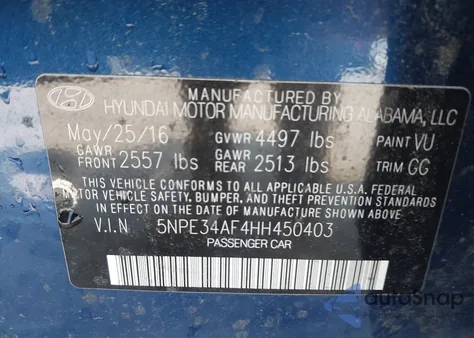 MANUFACTURED BY
HYUNDAI MOTOR MANUFACTURING ALABAMA, LLC
May/25/16 GVWR 4497 lbs PAINT VU
GAWR FRONT 2557 lbs GAWR REAR 2513 lbs TRIM GG
THIS VEHICLE CONFORMS TO ALL APPLICABLE U.S.A. FEDERAL
MOTOR VEHICLE SAFETY, BUMPER, AND THEFT PREVENTION STANDARDS
IN EFFECT ON THE DATE OF MANUFACTURE SHOWN ABOVE.
V.I.N 5NPE34AF4HH450403
PASSENGER CAR
autoSnap